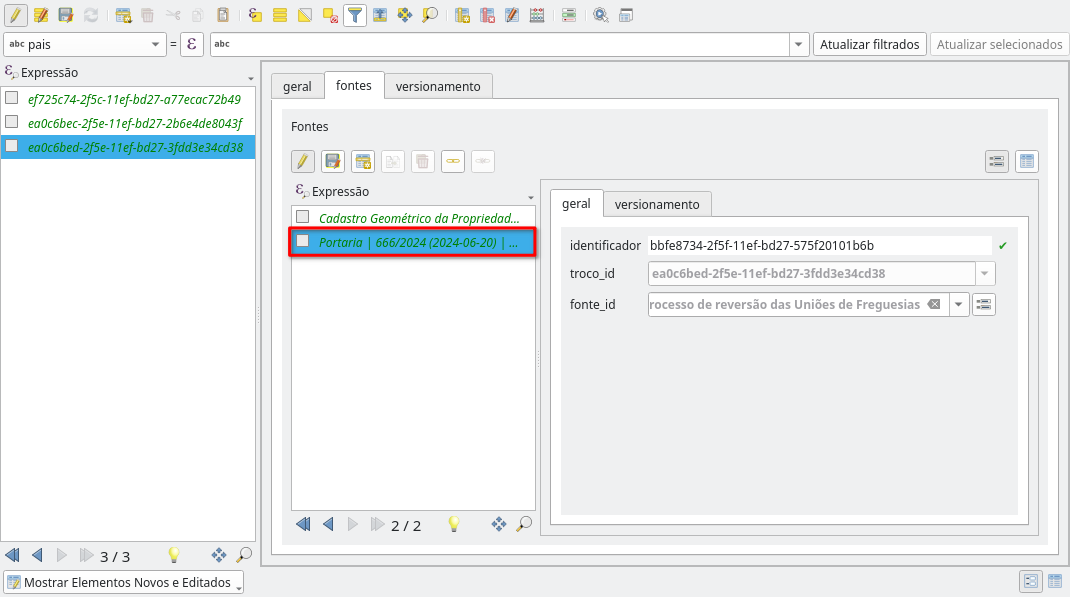 abc pais
= ε
abc
Atualizar filtrados
Atualizar selecionados
Expressão
ef725c74-2f5c-11ef-bd27-a77ecac72b49
ea0c6bec-2f5e-11ef-bd27-2b6e4de8043f
ea0c6bed-2f5e-11ef-bd27-3fdd3e34cd38
3 / 3
Mostrar Elementos Novos e Editados
geral
fontes
versionamento
Fontes
Expressão
Cadastro Geométrico da Propriedad...
Portaria | 666/2024 (2024-06-20) | ...
2 / 2
geral
versionamento
identificador bbfe8734-2f5f-11ef-bd27-575f20101b6b
troco_id ea0c6bed-2f5e-11ef-bd27-3fdd3e34cd38
fonte_id rocesso de reversão das Uniões de Freguesias